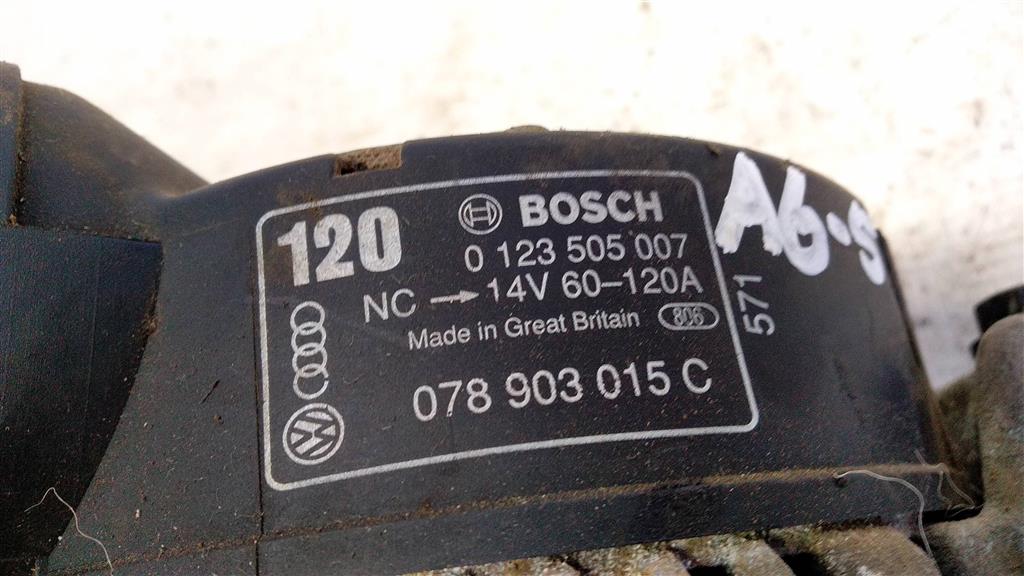 120
BOSCH
0 123 505 007
NC → 14V 60–120A
Made in Great Britain 806
078 903 015 C
571
A6-S